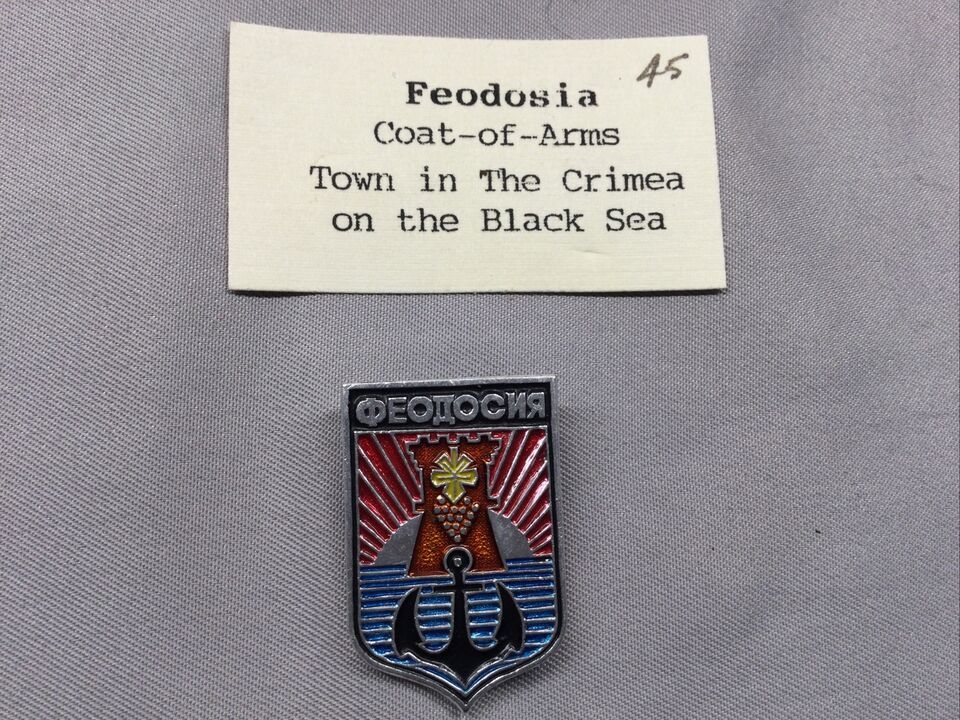 45
Feodosia
Coat-of-Arms
Town in The Crimea
on the Black Sea
ФЕОДОСИЯ